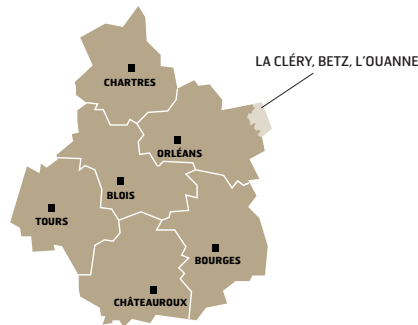 LA CLÉRY, BETZ, L'OUANNE
CHARTRES
ORLÉANS
BLOIS
TOURS
BOURGES
CHÂTEAUROUX